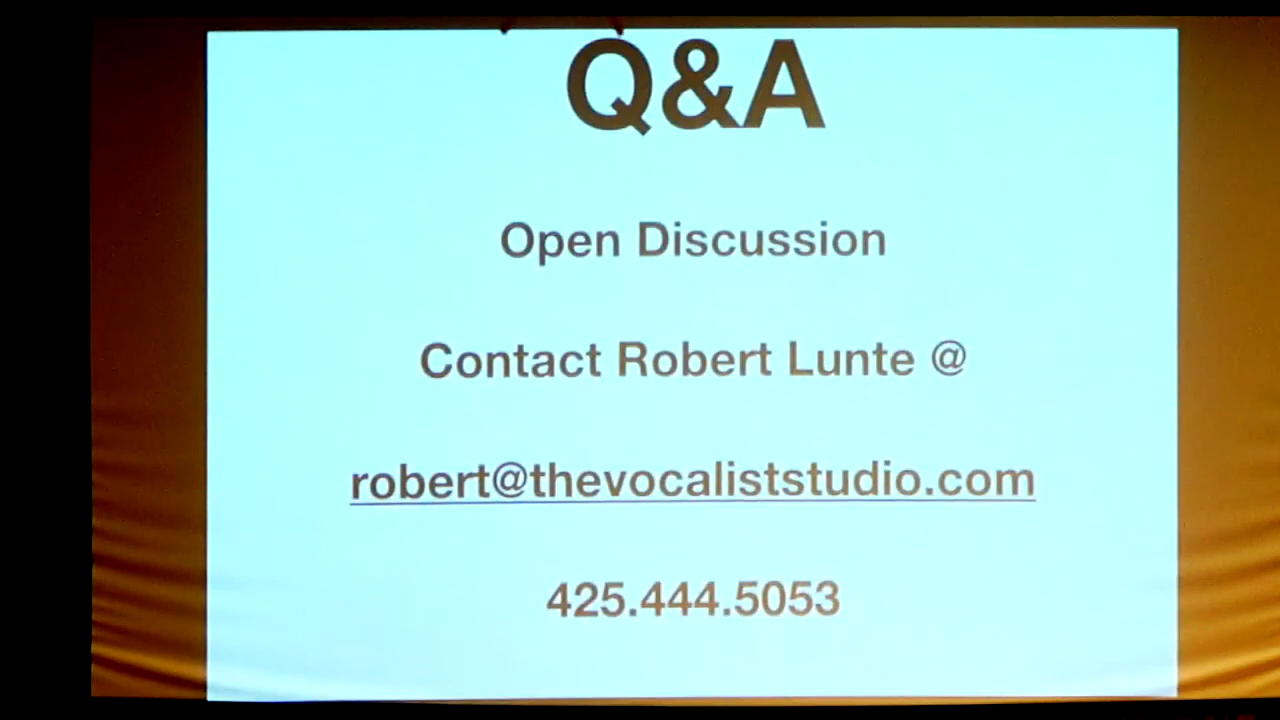 Q&A
Open Discussion
Contact Robert Lunte @
robert@thevocaliststudio.com
425.444.5053